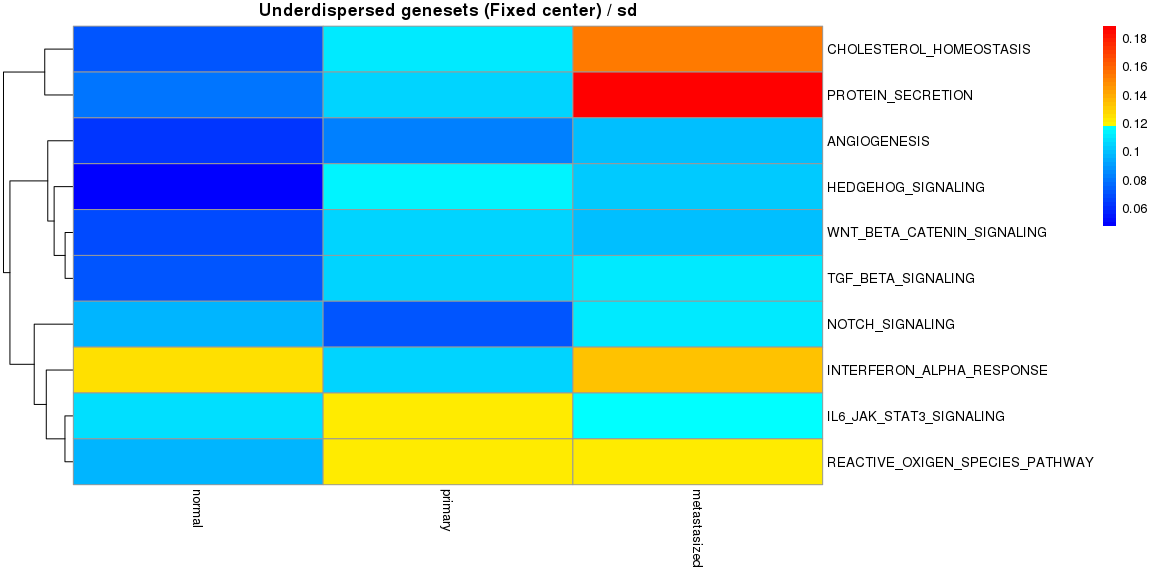 Underdispersed genesets (Fixed center) / sd
CHOLESTEROL_HOMEOSTASIS
PROTEIN_SECRETION
ANGIOGENESIS
HEDGEHOG_SIGNALING
WNT_BETA_CATENIN_SIGNALING
TGF_BETA_SIGNALING
NOTCH_SIGNALING
INTERFERON_ALPHA_RESPONSE
IL6_JAK_STAT3_SIGNALING
REACTIVE_OXIGEN_SPECIES_PATHWAY
0.18
0.16
0.14
0.12
0.1
0.08
0.06
normal
primary
metastasized